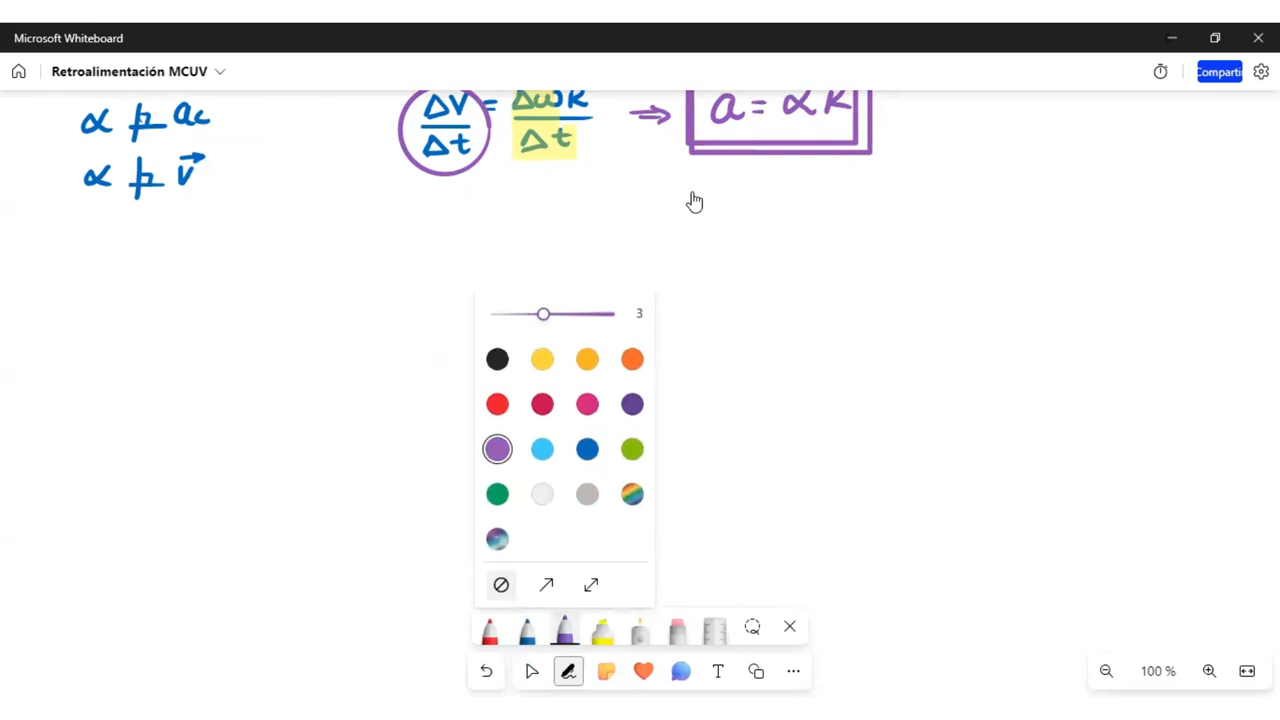 Microsoft Whiteboard
Retroalimentación MCUV
Comparti
α ac
ΔV/Δt = ΔωR/Δt ⇒ a = αR
α v⃗
3
T
100 %